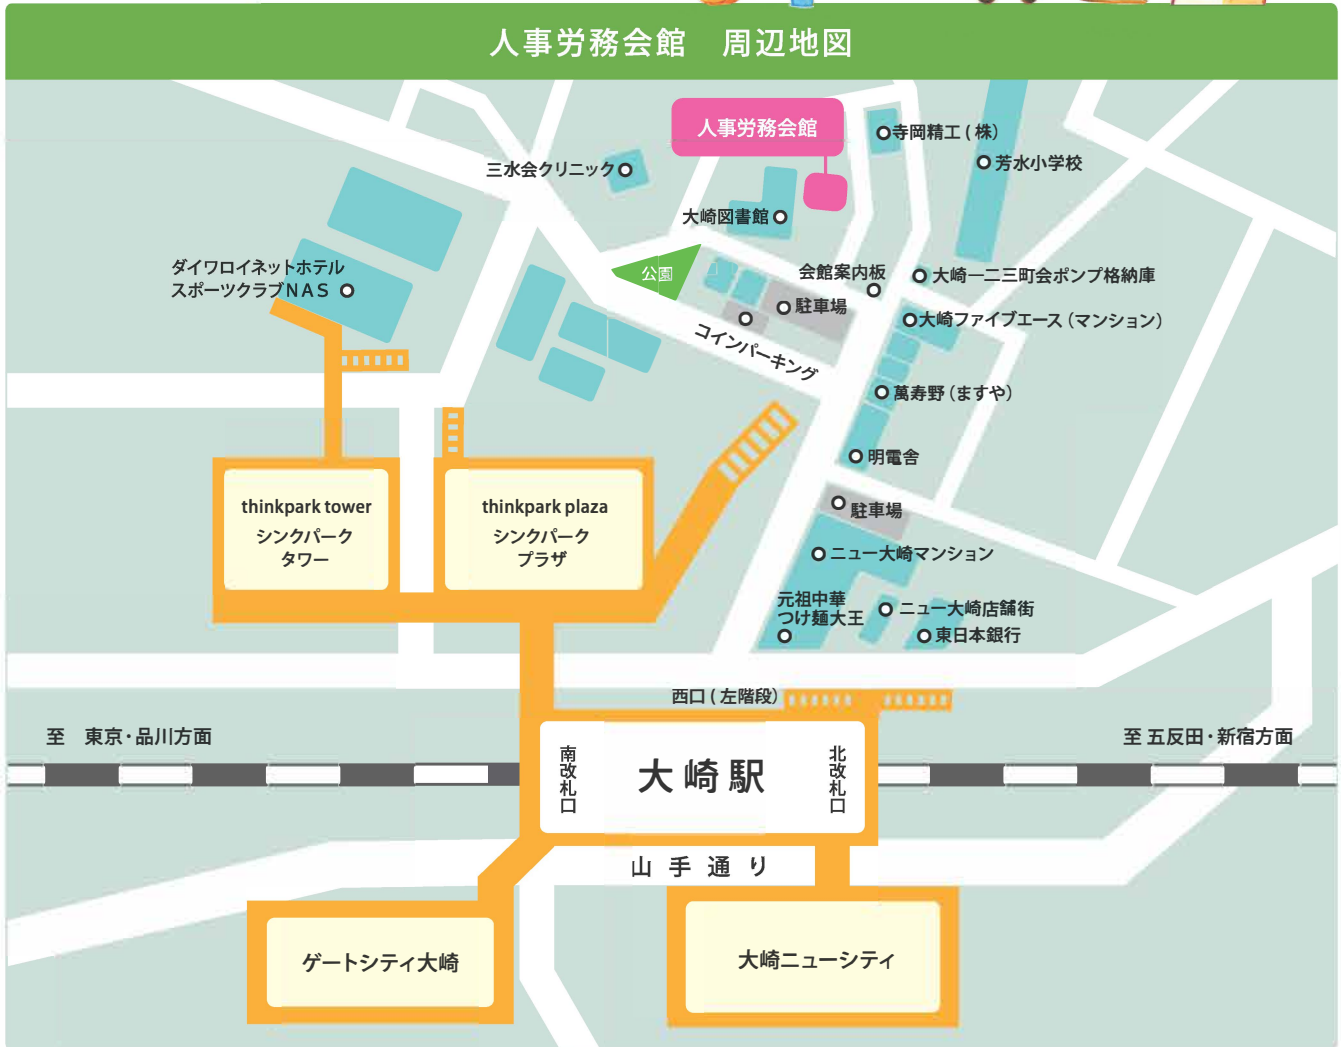 人事労務会館　周辺地図
人事労務会館
寺岡精工(株)
芳水小学校
三水会クリニック
大崎図書館
ダイワロイネットホテル
スポーツクラブNAS
公園
会館案内板
大崎一二三町会ポンプ格納庫
駐車場
大崎ファイブエース(マンション)
コインパーキング
萬寿野(ますや)
明電舎
thinkpark tower
シンクパーク
タワー
thinkpark plaza
シンクパーク
プラザ
駐車場
ニュー大崎マンション
元祖中華
つけ麺大王
ニュー大崎店舗街
東日本銀行
西口(左階段)
至　東京・品川方面
至 五反田・新宿方面
南改札口
大崎駅
北改札口
山手通り
ゲートシティ大崎
大崎ニューシティ